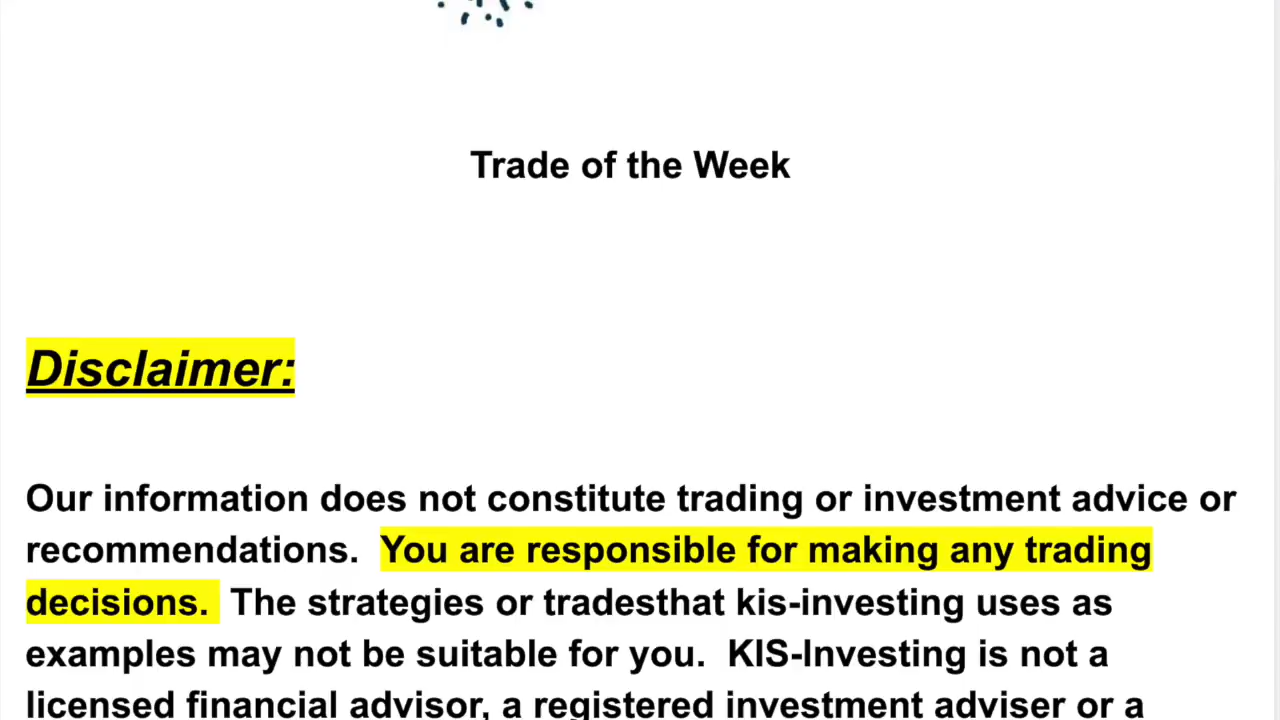 Trade of the Week
Disclaimer:
Our information does not constitute trading or investment advice or
recommendations.  You are responsible for making any trading
decisions.  The strategies or tradesthat kis-investing uses as
examples may not be suitable for you.  KIS-Investing is not a
licensed financial advisor, a registered investment adviser or a